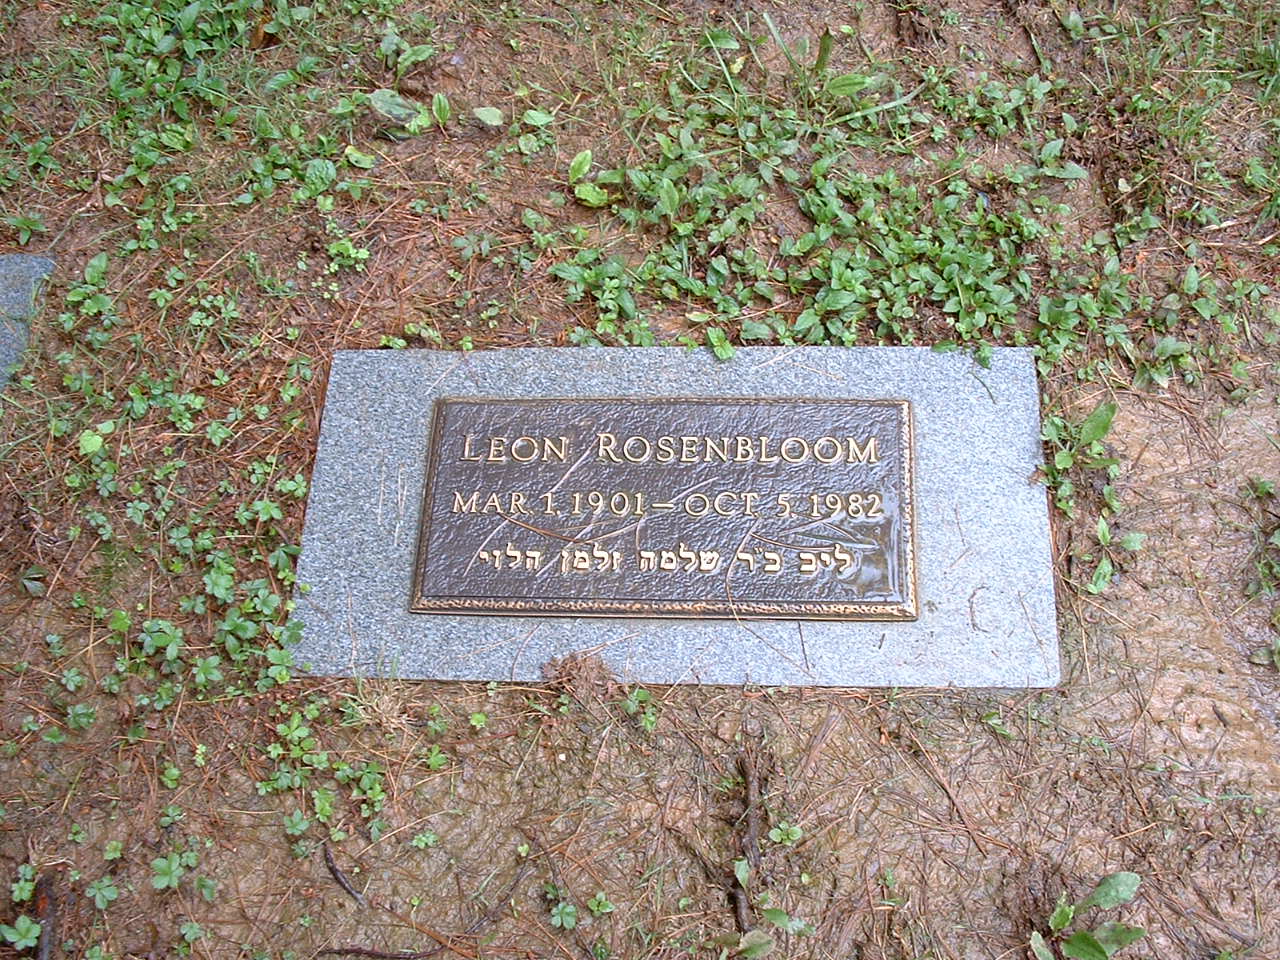 LEON ROSENBLOOM
MAR. 1, 1901 – OCT. 5, 1982
ליב ב״ר שלמה זלמן הלוי